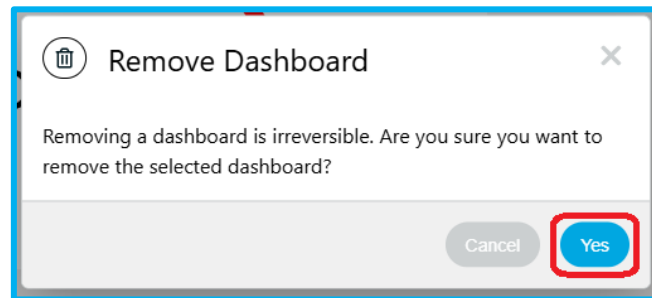 Remove Dashboard
Removing a dashboard is irreversible. Are you sure you want to
remove the selected dashboard?
Cancel
Yes